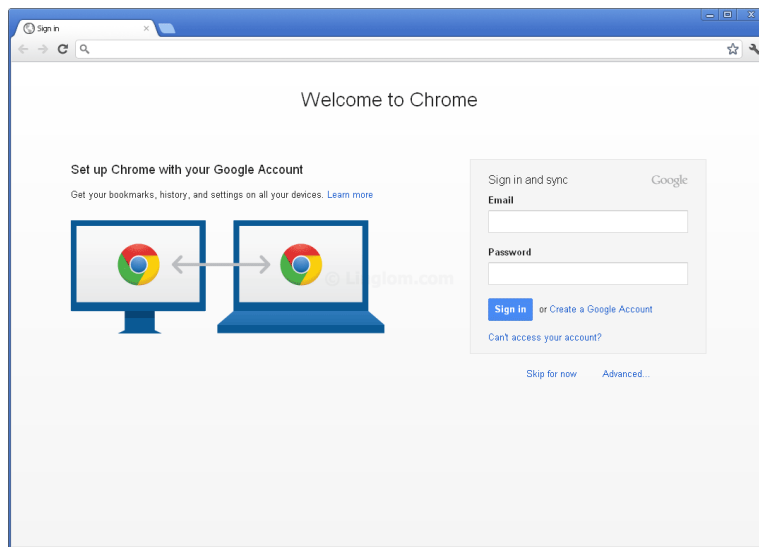 Sign in
Welcome to Chrome
Set up Chrome with your Google Account
Get your bookmarks, history, and settings on all your devices. Learn more
© Linglom.com
Sign in and sync Google
Email
Password
Sign in or Create a Google Account
Can't access your account?
Skip for now Advanced...